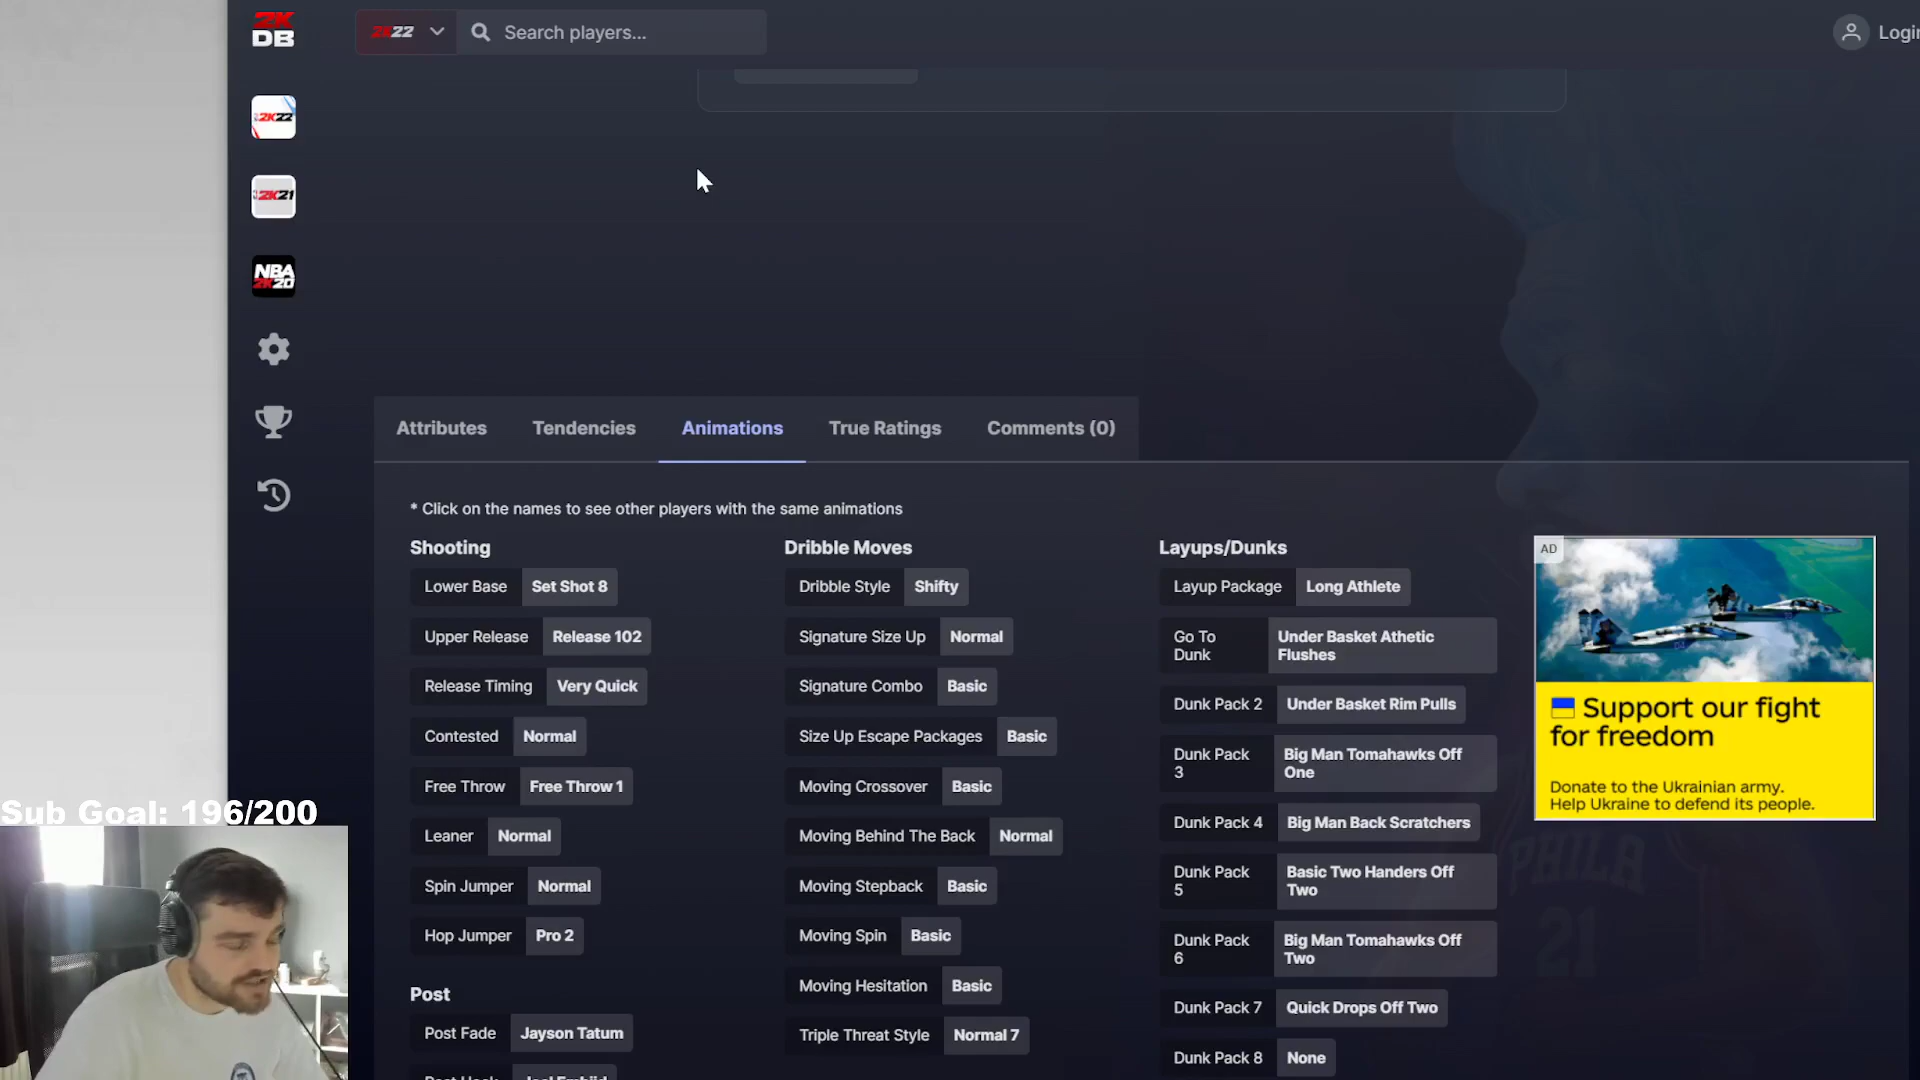 2K
DB
2K22
Search players...
Login
2K22
2K21
NBA
2K20
Attributes
Tendencies
Animations
True Ratings
Comments (0)
* Click on the names to see other players with the same animations
Shooting
Lower Base Set Shot 8
Upper Release Release 102
Release Timing Very Quick
Contested Normal
Free Throw Free Throw 1
Leaner Normal
Spin Jumper Normal
Hop Jumper Pro 2
Post
Post Fade Jayson Tatum
Dribble Moves
Dribble Style Shifty
Signature Size Up Normal
Signature Combo Basic
Size Up Escape Packages Basic
Moving Crossover Basic
Moving Behind The Back Normal
Moving Stepback Basic
Moving Spin Basic
Moving Hesitation Basic
Triple Threat Style Normal 7
Layups/Dunks
Layup Package Long Athlete
Go To
Dunk
Under Basket Athetic
Flushes
Dunk Pack 2 Under Basket Rim Pulls
Dunk Pack
3
Big Man Tomahawks Off
One
Dunk Pack 4 Big Man Back Scratchers
Dunk Pack
5
Basic Two Handers Off
Two
Dunk Pack
6
Big Man Tomahawks Off
Two
Dunk Pack 7 Quick Drops Off Two
Dunk Pack 8 None
AD
Support our fight
for freedom
Donate to the Ukrainian army.
Help Ukraine to defend its people.
PHILA
21
Sub Goal: 196/200